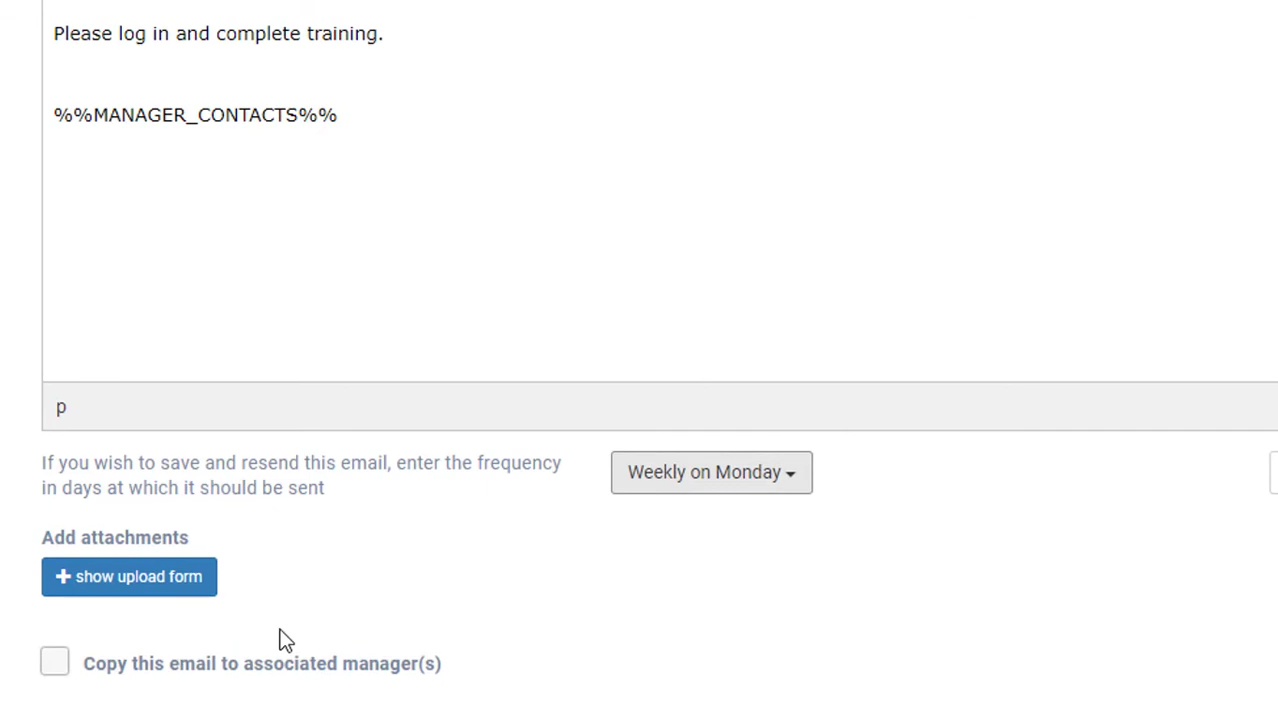 Please log in and complete training.
%%MANAGER_CONTACTS%%
p
If you wish to save and resend this email, enter the frequency
in days at which it should be sent
Weekly on Monday
Add attachments
show upload form
Copy this email to associated manager(s)